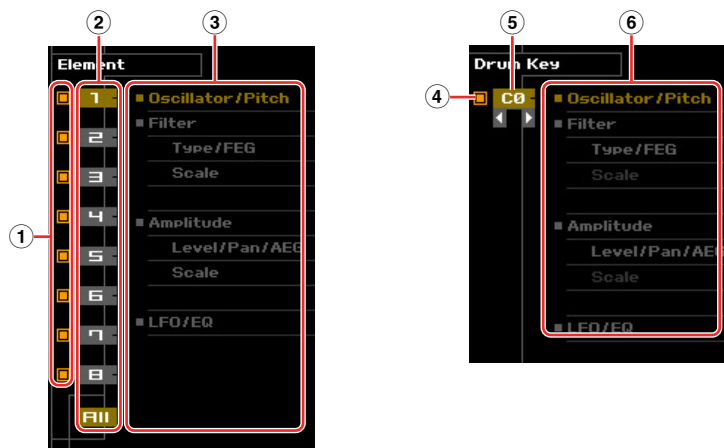 2
3
5
6
Element
1
Oscillator/Pitch
2
Filter
Type/FEG
3
Scale
4
Amplitude
1
5
Level/Pan/AEG
6
Scale
7
LFO/EQ
8
All
Drum Key
4
C0
Oscillator/Pitch
Filter
Type/FEG
Scale
Amplitude
Level/Pan/AEG
Scale
LFO/EQ